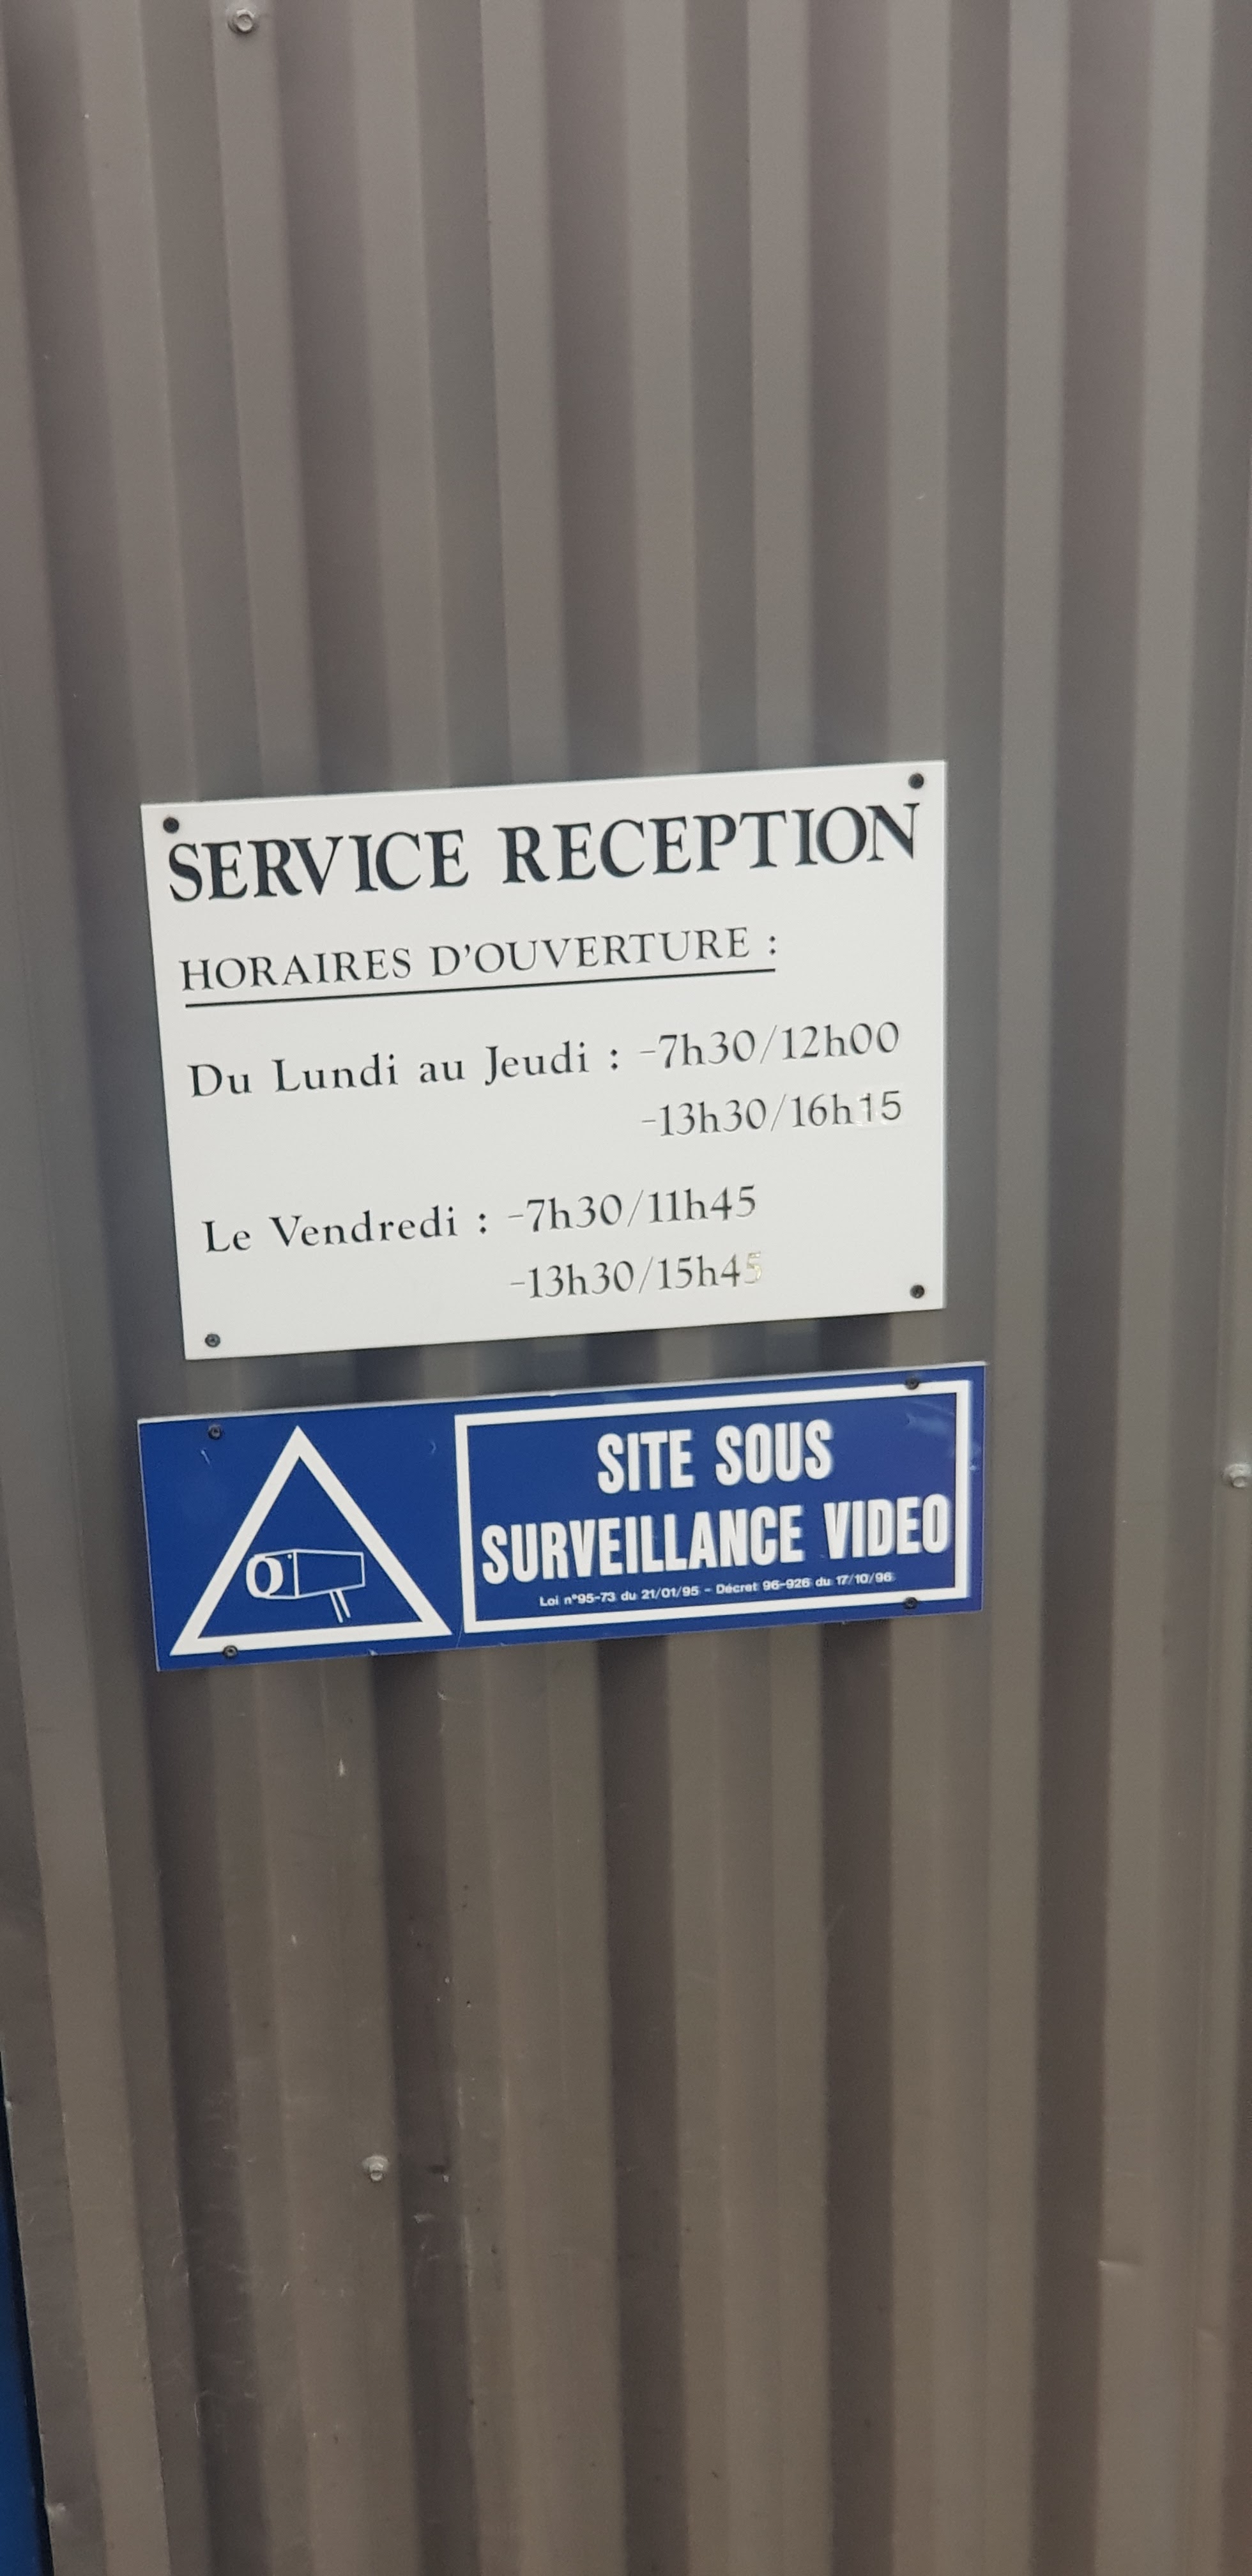 SERVICE RECEPTION
HORAIRES D'OUVERTURE :
Du Lundi au Jeudi : -7h30/12h00
-13h30/16h15
Le Vendredi : -7h30/11h45
-13h30/15h45
SITE SOUS
SURVEILLANCE VIDEO
Loi n°95-73 du 21/01/95 - Décret 96-926 du 17/10/96